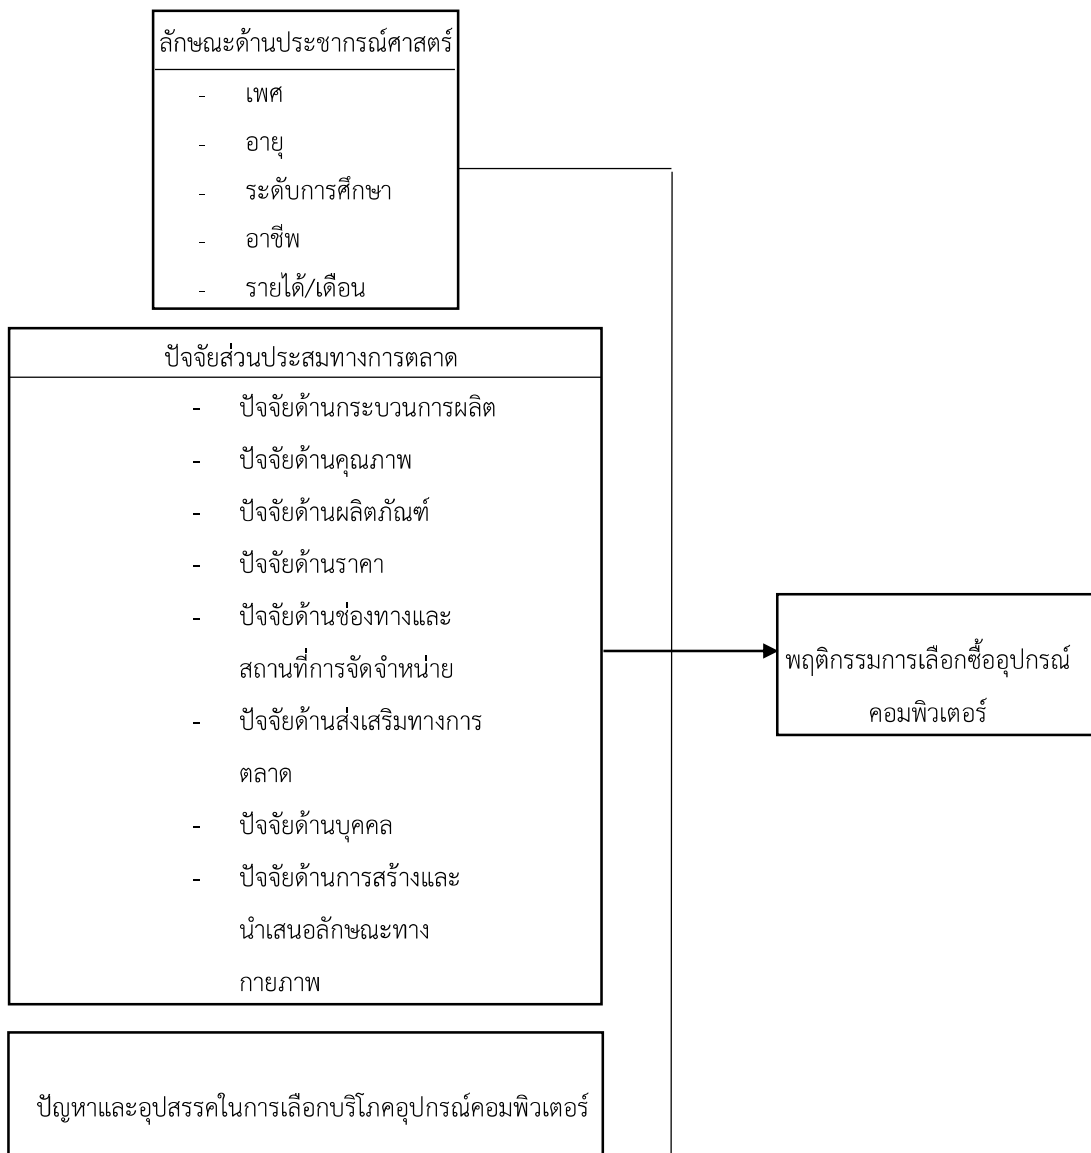 ลักษณะด้านประชากรณ์ศาสตร์
- เพศ
- อายุ
- ระดับการศึกษา
- อาชีพ
- รายได้/เดือน
ปัจจัยส่วนประสมทางการตลาด
- ปัจจัยด้านกระบวนการผลิต
- ปัจจัยด้านคุณภาพ
- ปัจจัยด้านผลิตภัณฑ์
- ปัจจัยด้านราคา
- ปัจจัยด้านช่องทางและ
สถานที่การจัดจำหน่าย
- ปัจจัยด้านส่งเสริมทางการ
ตลาด
- ปัจจัยด้านบุคคล
- ปัจจัยด้านการสร้างและ
นำเสนอลักษณะทาง
กายภาพ
พฤติกรรมการเลือกซื้ออุปกรณ์
คอมพิวเตอร์
ปัญหาและอุปสรรคในการเลือกบริโภคอุปกรณ์คอมพิวเตอร์